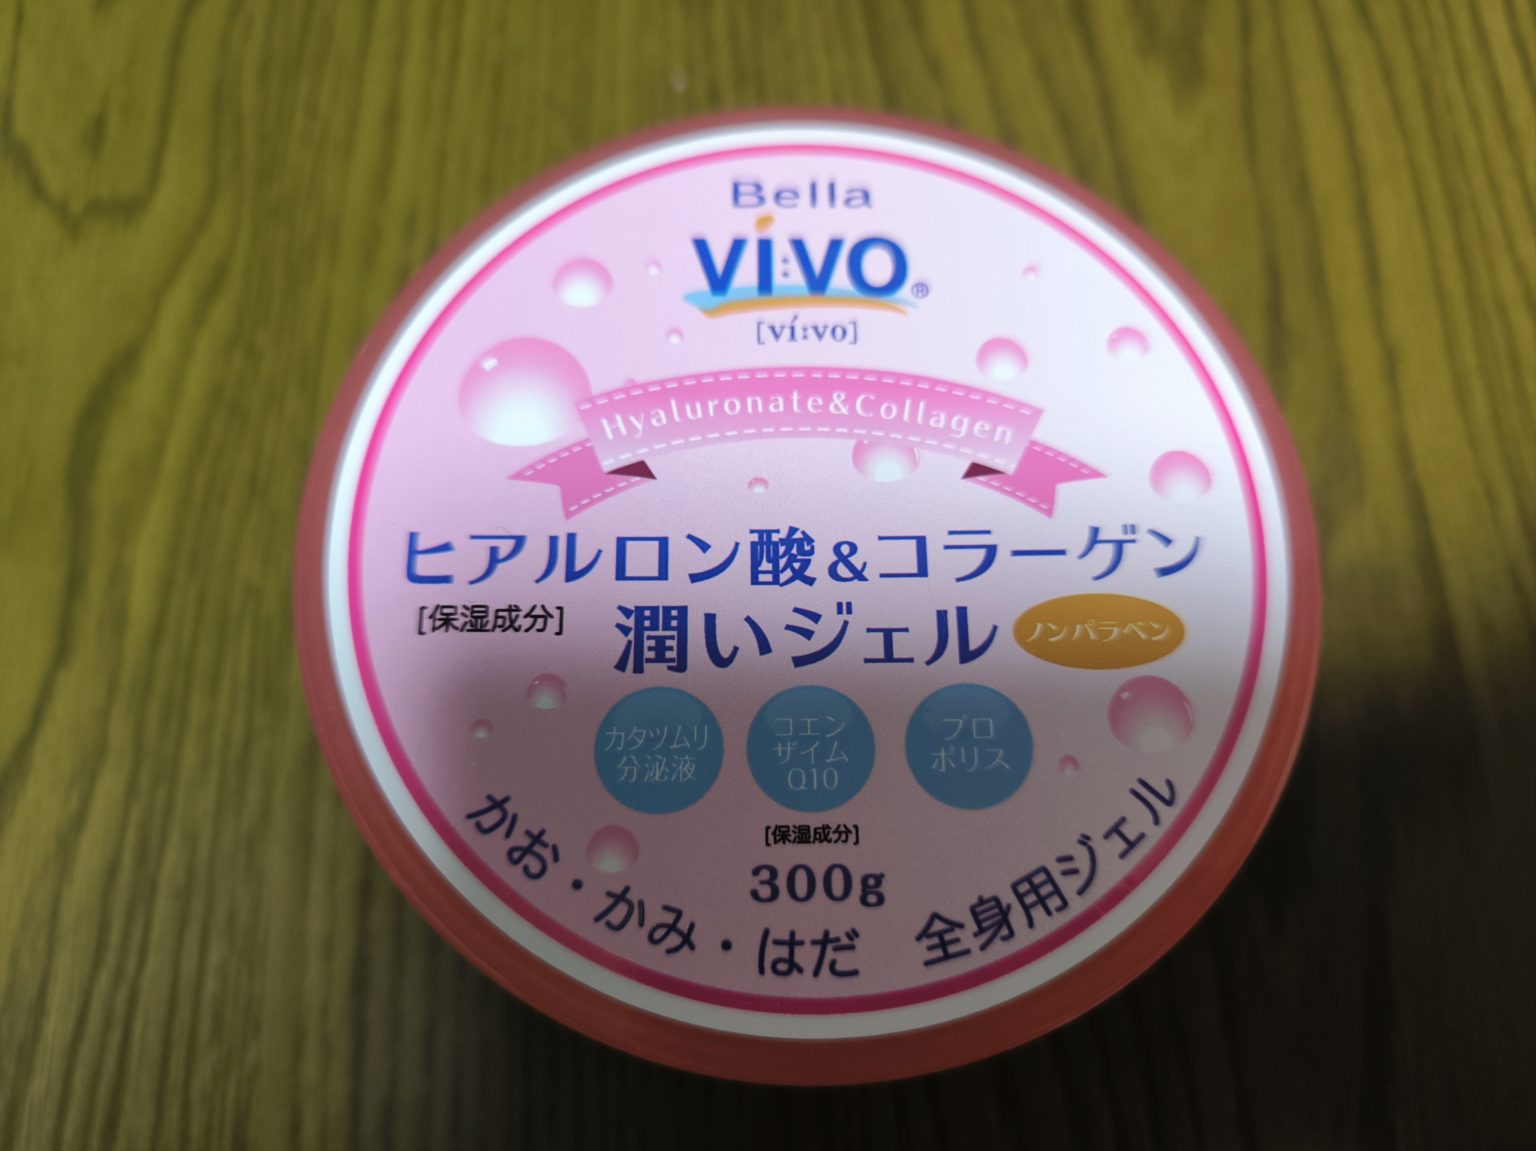 Bella
vi:vo®
[ví:vo]
Hyaluronate&Collagen
ヒアルロン酸&コラーゲン
[保湿成分] 潤いジェル ノンパラベン
カタツムリ
分泌液
コエン
ザイム
Q10
プロ
ポリス
[保湿成分]
300g
かお・かみ・はだ 全身用ジェル